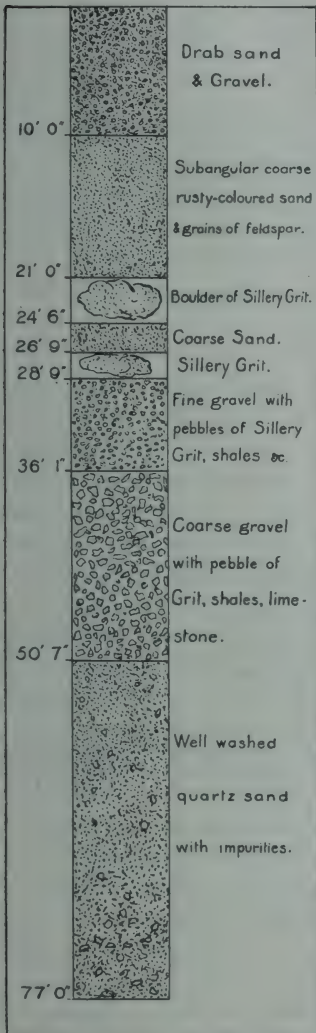 Drab sand
& Gravel.
10' 0"
Subangular coarse
rusty-coloured sand
& grains of feldspar.
21' 0"
Boulder of Sillery Grit.
24' 6"
Coarse Sand.
26' 9"
Sillery Grit.
28' 9"
Fine gravel with
pebbles of Sillery
Grit, shales &c
36' 1"
Coarse gravel
with pebble of
Grit, shales, lime-
stone.
50' 7"
Well washed
quartz sand
with impurities.
77' 0"